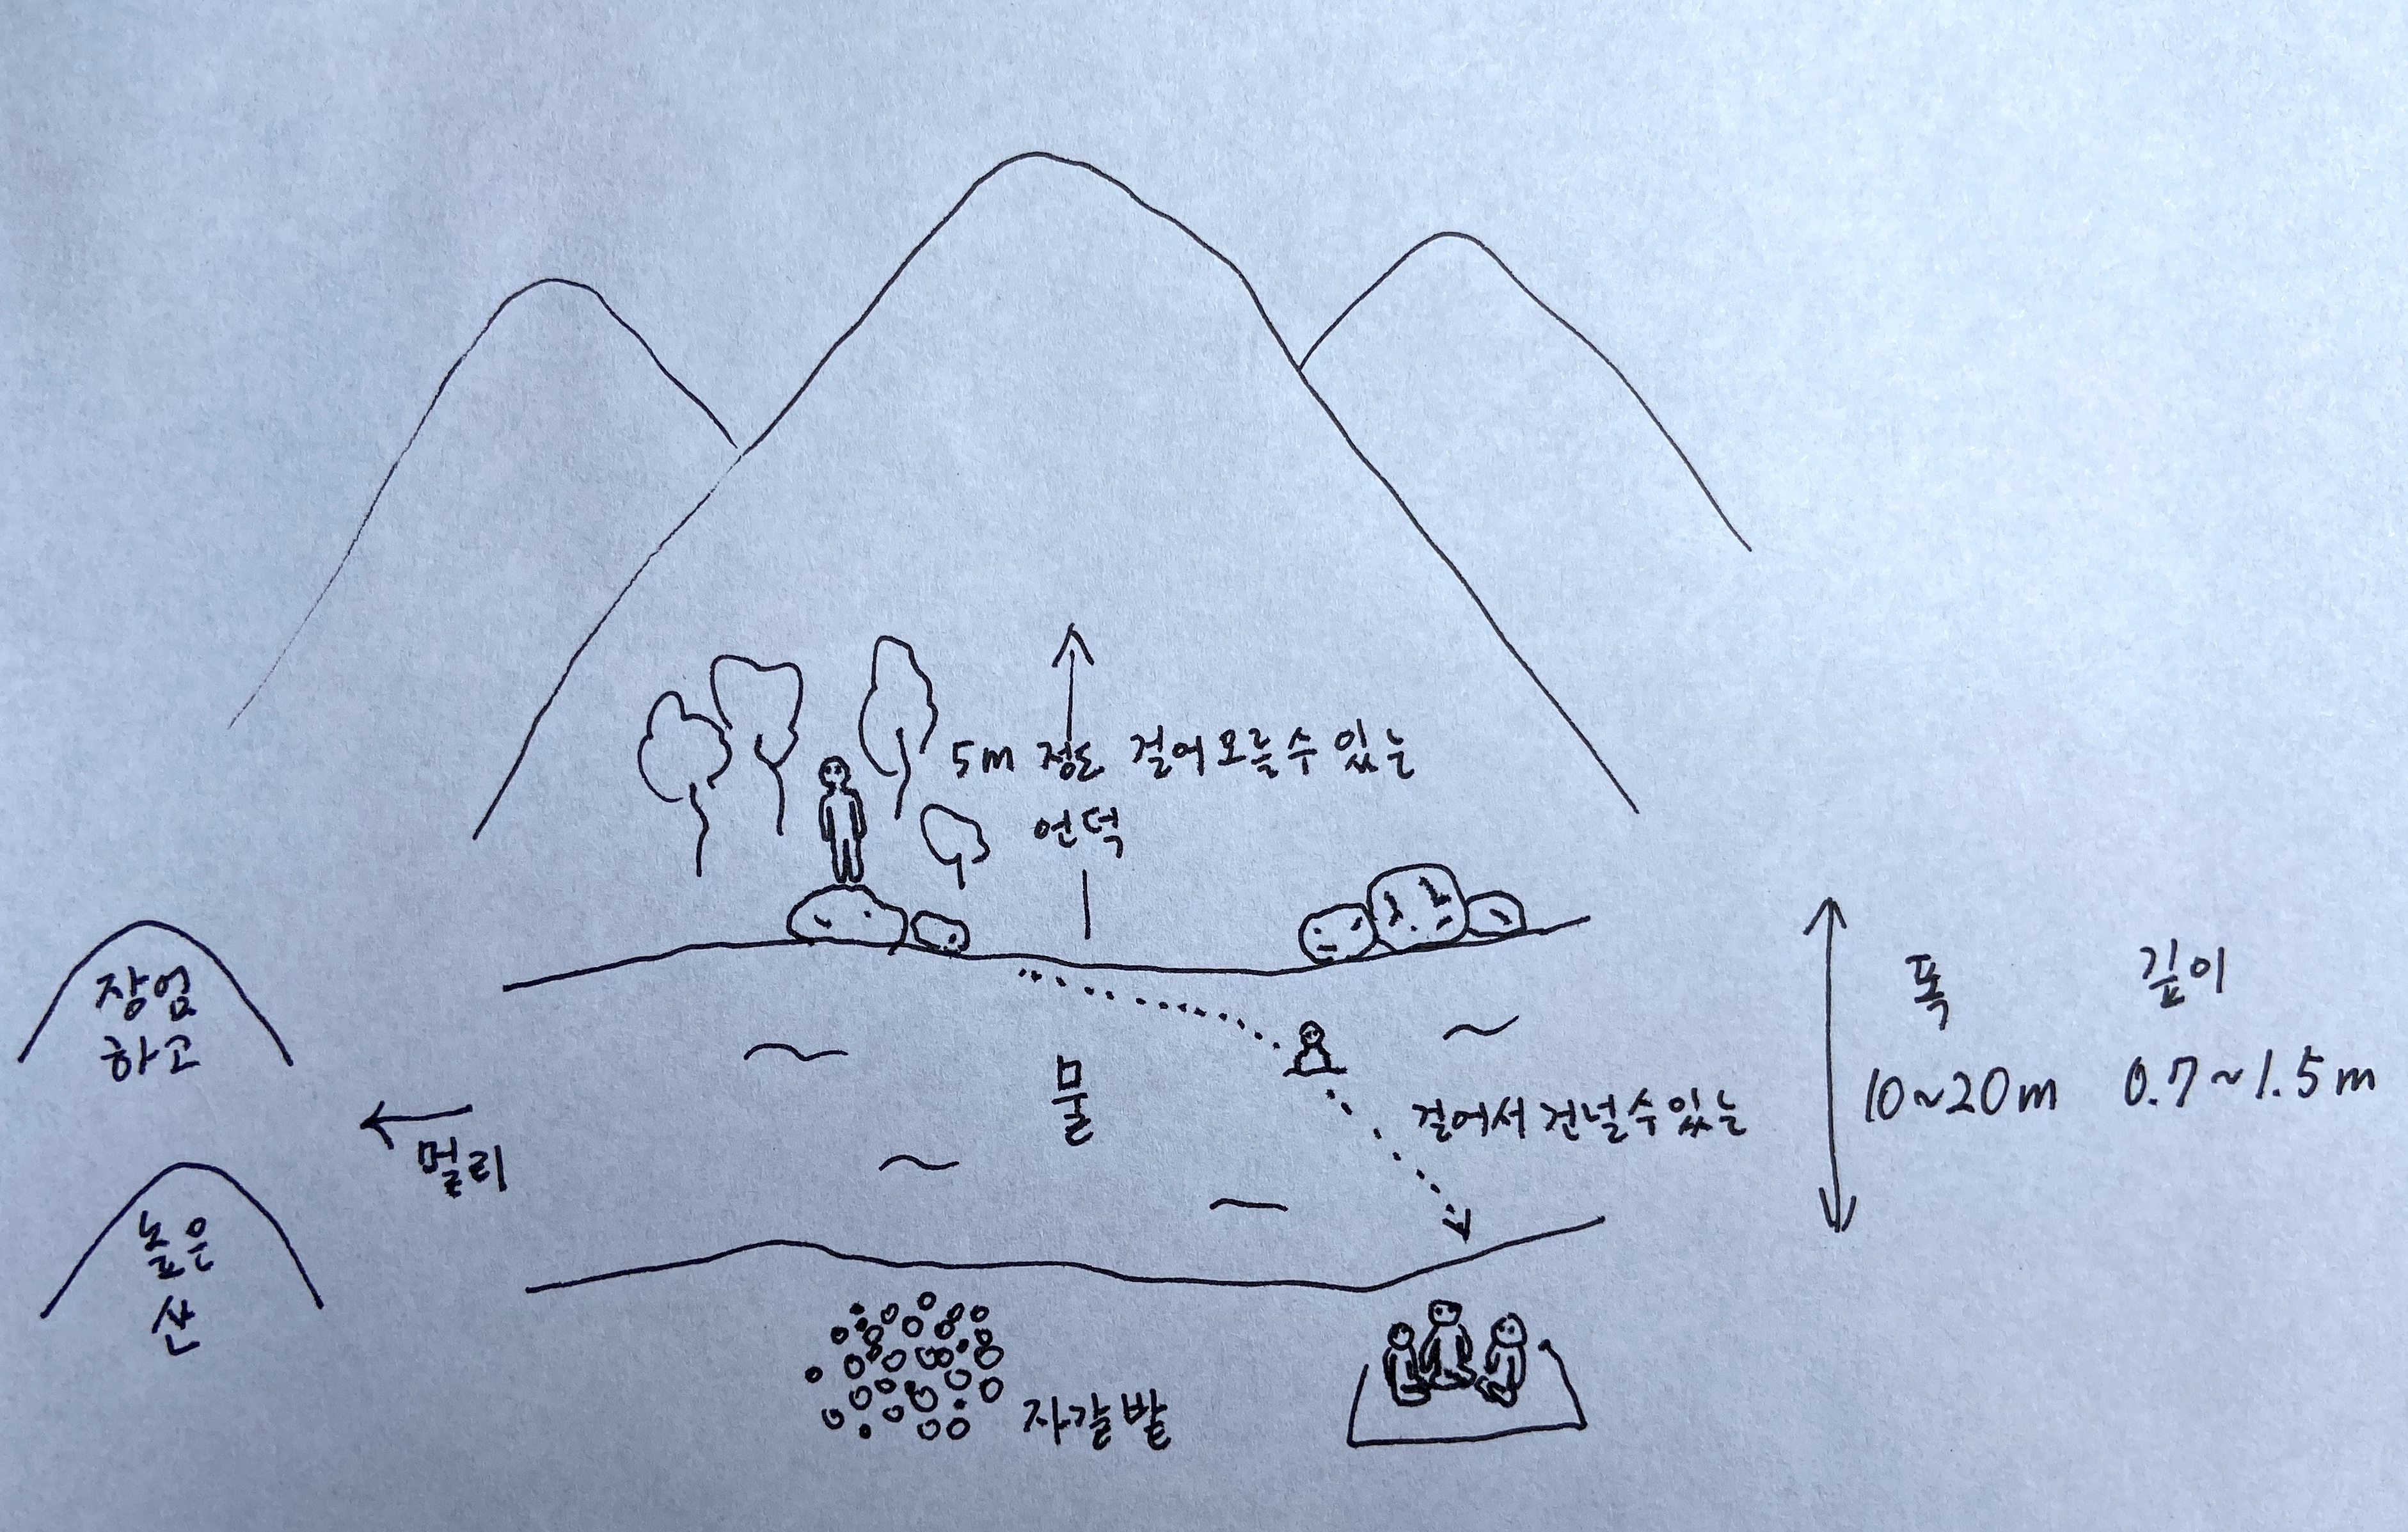 5m 정도 걸어오를수 있는
언덕
장엄
하고
멀리
높은
산
물
걸어서 건널수있는
폭 깊이
10~20m 0.7~1.5m
자갈밭